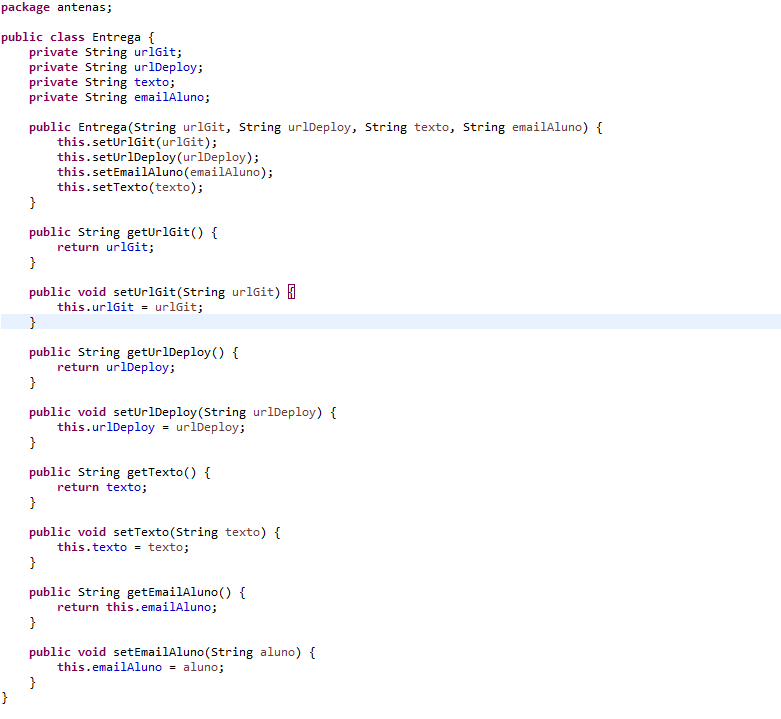 package antenas;

public class Entrega {
    private String urlGit;
    private String urlDeploy;
    private String texto;
    private String emailAluno;

    public Entrega(String urlGit, String urlDeploy, String texto, String emailAluno) {
        this.setUrlGit(urlGit);
        this.setUrlDeploy(urlDeploy);
        this.setEmailAluno(emailAluno);
        this.setTexto(texto);
    }

    public String getUrlGit() {
        return urlGit;
    }

    public void setUrlGit(String urlGit) {
        this.urlGit = urlGit;
    }

    public String getUrlDeploy() {
        return urlDeploy;
    }

    public void setUrlDeploy(String urlDeploy) {
        this.urlDeploy = urlDeploy;
    }

    public String getTexto() {
        return texto;
    }

    public void setTexto(String texto) {
        this.texto = texto;
    }

    public String getEmailAluno() {
        return this.emailAluno;
    }

    public void setEmailAluno(String aluno) {
        this.emailAluno = aluno;
    }
}